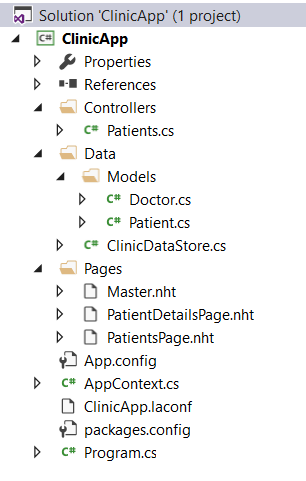 Solution 'ClinicApp' (1 project)
C# ClinicApp
Properties
References
Controllers
C# Patients.cs
Data
Models
C# Doctor.cs
C# Patient.cs
C# ClinicDataStore.cs
Pages
Master.nht
PatientDetailsPage.nht
PatientsPage.nht
App.config
C# AppContext.cs
ClinicApp.laconf
packages.config
C# Program.cs